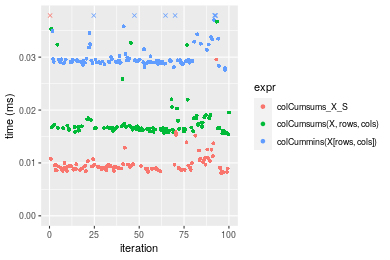 0.03
0.02
0.01
0.00
0
25
50
75
100
iteration
time (ms)
expr
colCumsums_X_S
colCumsums(X, rows, cols)
colCummins(X[rows, cols])